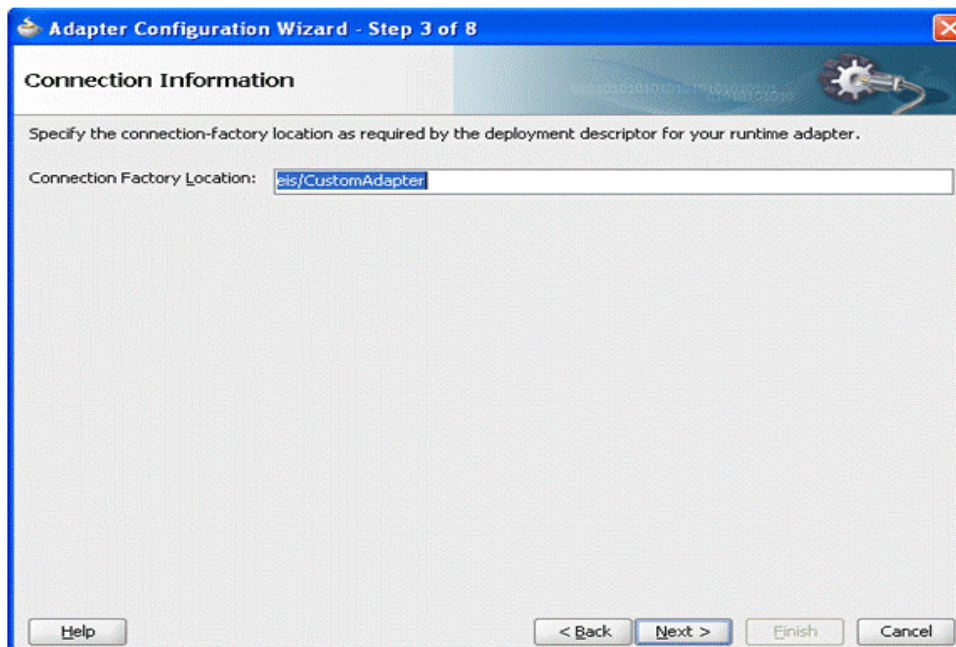 Adapter Configuration Wizard - Step 3 of 8
Connection Information
Specify the connection-factory location as required by the deployment descriptor for your runtime adapter.
Connection Factory Location: eis/CustomAdapter
Help < Back Next > Finish Cancel